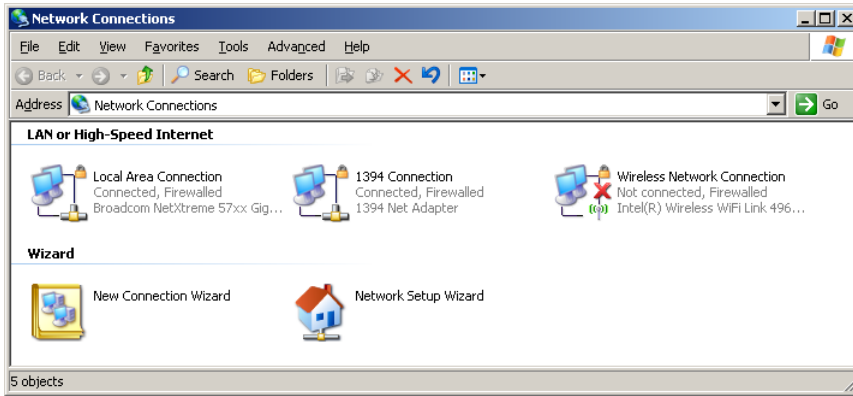 Network Connections
File Edit View Favorites Tools Advanced Help
Back Search Folders
Address Network Connections Go
LAN or High-Speed Internet
Local Area Connection
Connected, Firewalled
Broadcom NetXtreme 57xx Gig...
1394 Connection
Connected, Firewalled
1394 Net Adapter
Wireless Network Connection
Not connected, Firewalled
Intel(R) Wireless WiFi Link 496...
Wizard
New Connection Wizard
Network Setup Wizard
5 objects